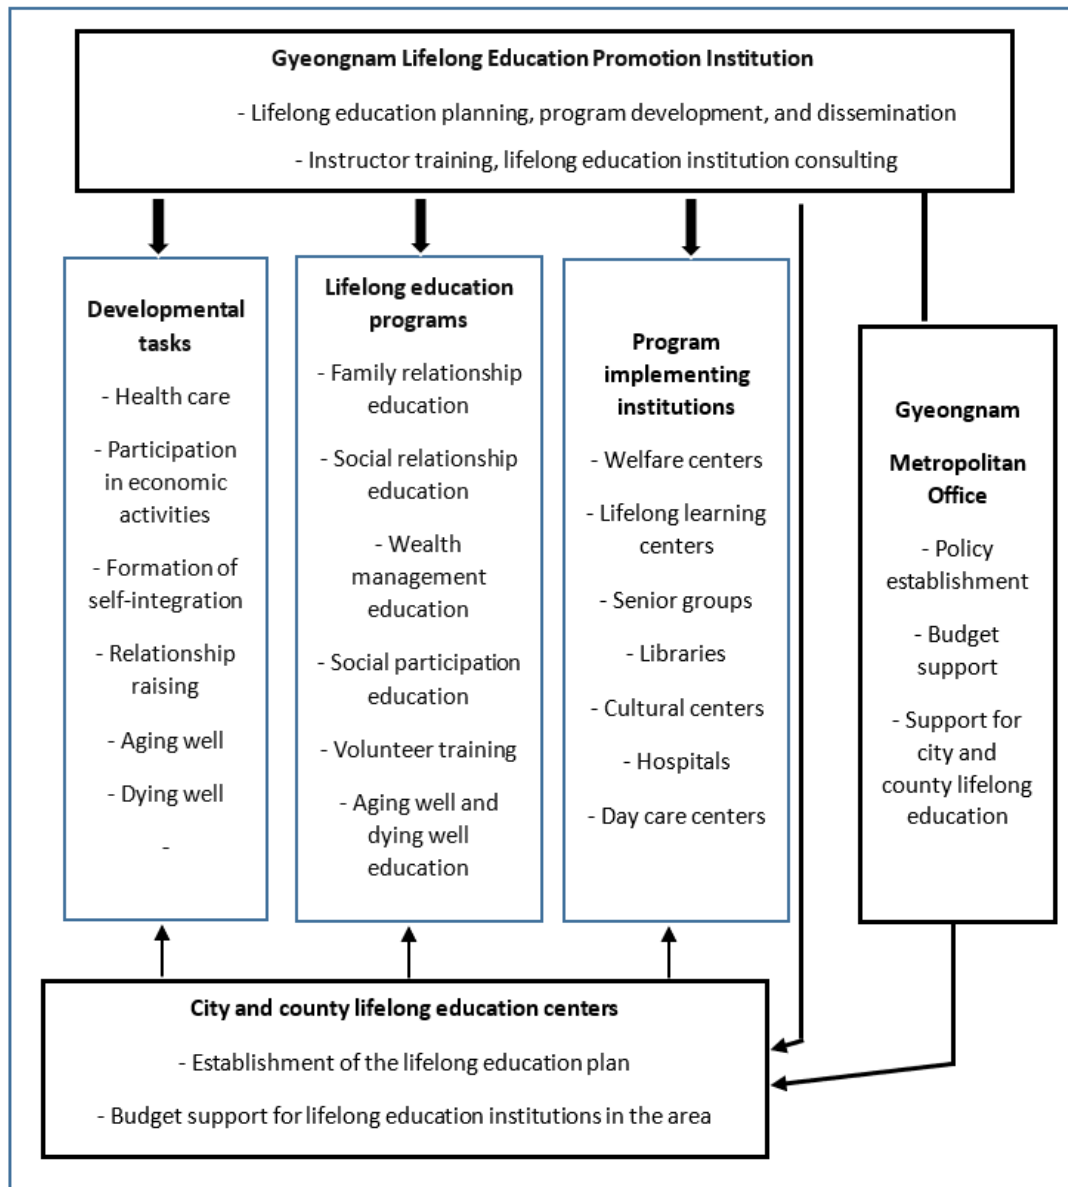 Gyeongnam Lifelong Education Promotion Institution
- Lifelong education planning, program development, and dissemination
- Instructor training, lifelong education institution consulting
Developmental
tasks
- Health care
- Participation
in economic
activities
- Formation of
self-integration
- Relationship
raising
- Aging well
- Dying well
-
Lifelong education
programs
- Family relationship
education
- Social relationship
education
- Wealth
management
education
- Social participation
education
- Volunteer training
- Aging well and
dying well
education
Program
implementing
institutions
- Welfare centers
- Lifelong learning
centers
- Senior groups
- Libraries
- Cultural centers
- Hospitals
- Day care centers
Gyeongnam
Metropolitan
Office
- Policy
establishment
- Budget
support
- Support for
city and
county lifelong
education
City and county lifelong education centers
- Establishment of the lifelong education plan
- Budget support for lifelong education institutions in the area